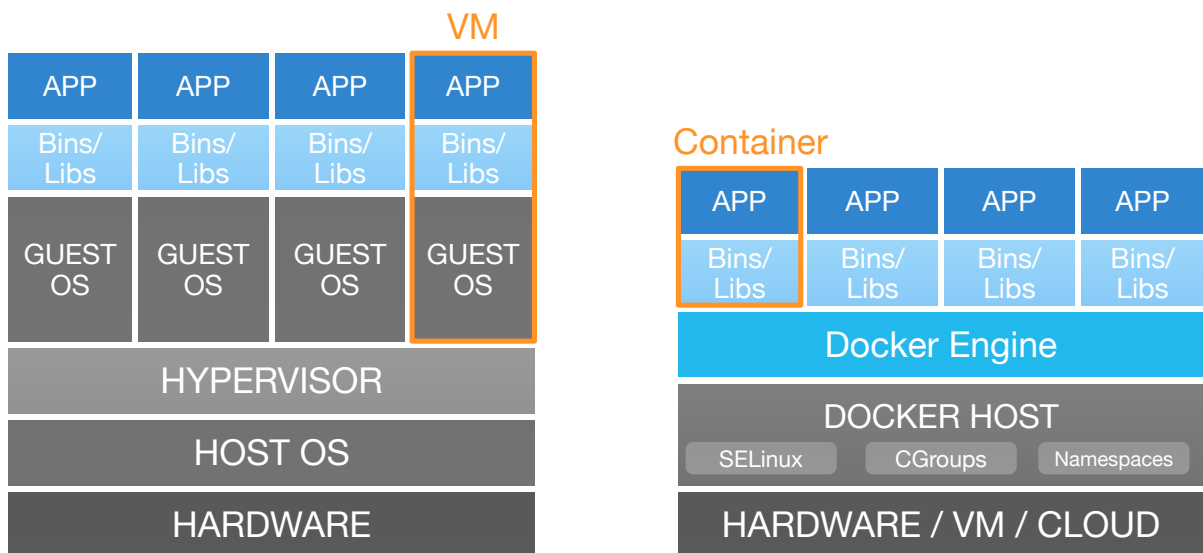 VM
APP APP APP APP
Bins/ Bins/ Bins/ Bins/
Libs Libs Libs Libs
GUEST GUEST GUEST GUEST
OS OS OS OS
HYPERVISOR
HOST OS
HARDWARE
Container
APP APP APP APP
Bins/ Bins/ Bins/ Bins/
Libs Libs Libs Libs
Docker Engine
DOCKER HOST
SELinux CGroups Namespaces
HARDWARE / VM / CLOUD